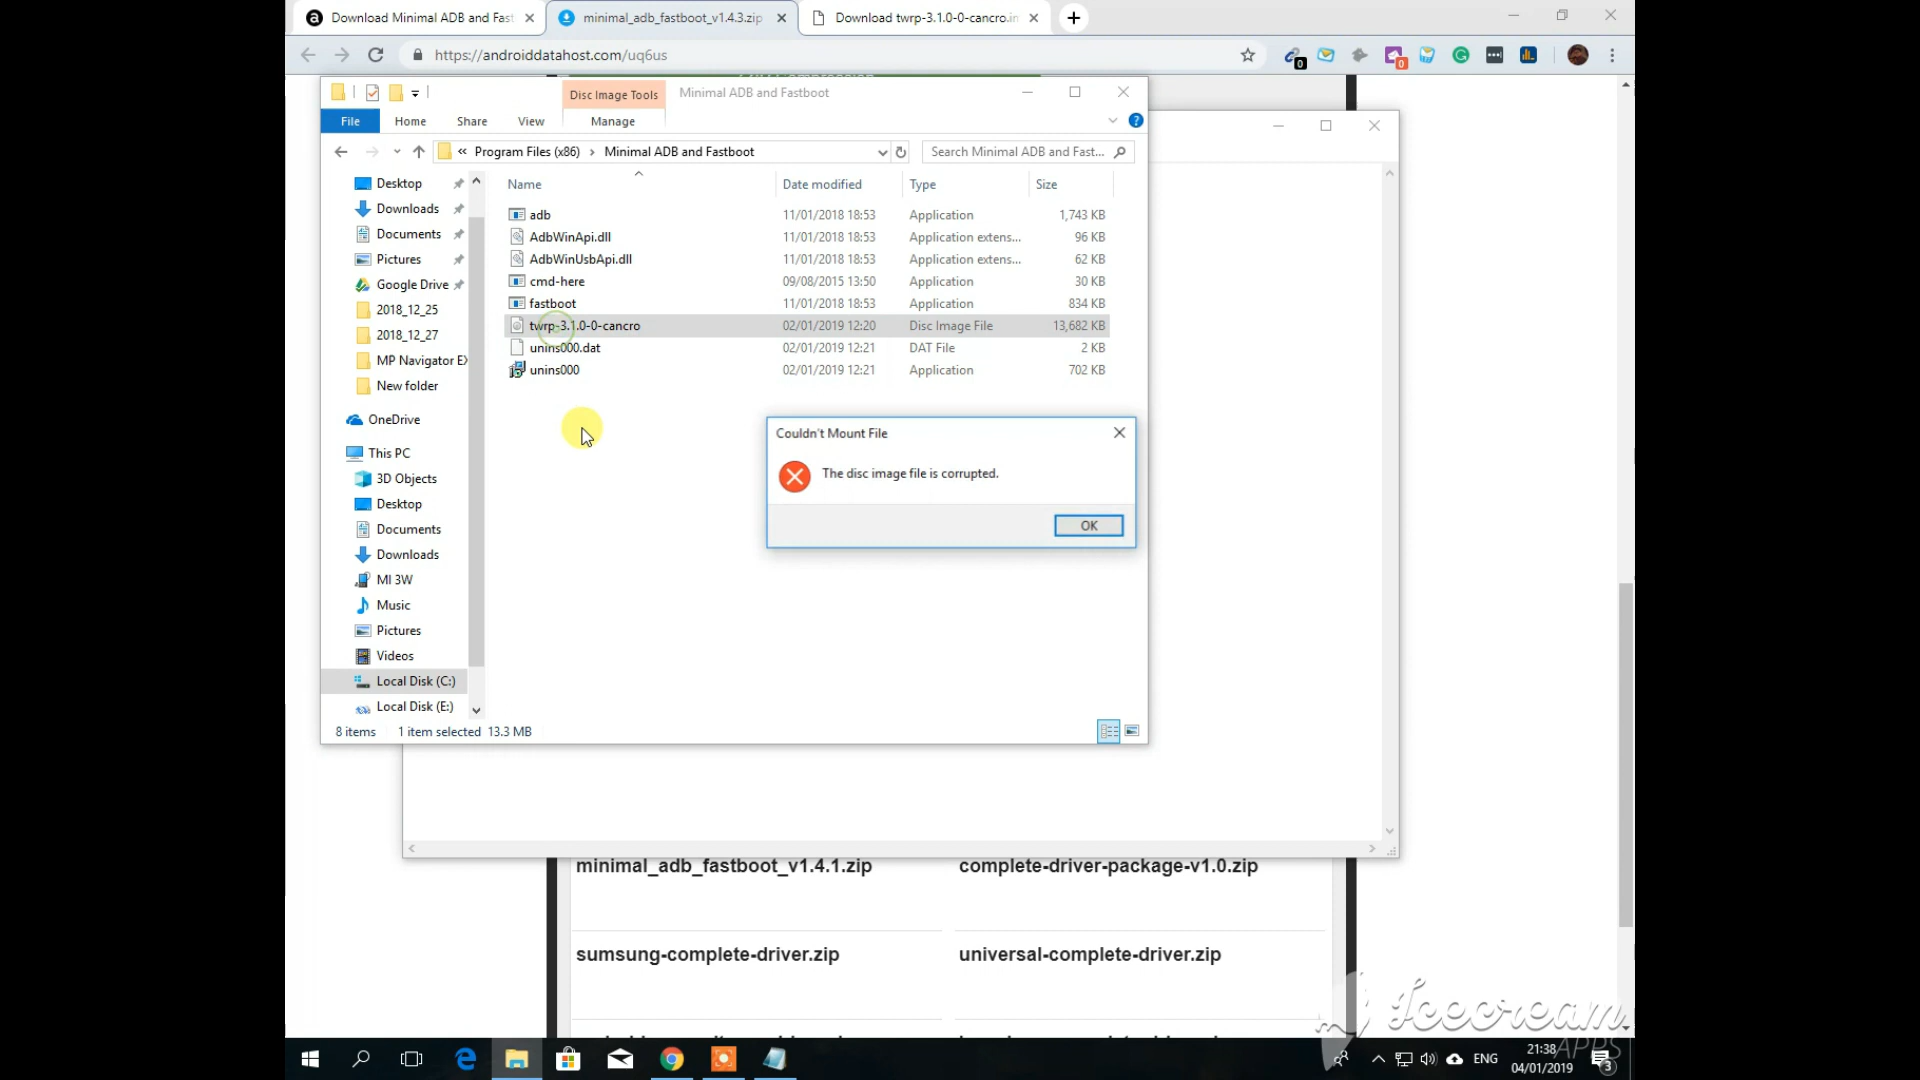 Download Minimal ADB and Fast
minimal_adb_fastboot_v1.4.3.zip
Download twrp-3.1.0-0-cancro.im
https://androiddatahost.com/uq6us
0
0
Disc Image Tools
Minimal ADB and Fastboot
File
Home
Share
View
Manage
« Program Files (x86) > Minimal ADB and Fastboot
Search Minimal ADB and Fast...
Name
Date modified
Type
Size
adb 11/01/2018 18:53 Application 1,743 KB
AdbWinApi.dll 11/01/2018 18:53 Application extens... 96 KB
AdbWinUsbApi.dll 11/01/2018 18:53 Application extens... 62 KB
cmd-here 09/08/2015 13:50 Application 30 KB
fastboot 11/01/2018 18:53 Application 834 KB
twrp-3.1.0-0-cancro 02/01/2019 12:20 Disc Image File 13,682 KB
unins000.dat 02/01/2019 12:21 DAT File 2 KB
unins000 02/01/2019 12:21 Application 702 KB
Desktop
Downloads
Documents
Pictures
Google Drive
2018_12_25
2018_12_27
MP Navigator EX
New folder
OneDrive
This PC
3D Objects
Desktop
Documents
Downloads
MI 3W
Music
Pictures
Videos
Local Disk (C:)
Local Disk (E:)
Couldn't Mount File
The disc image file is corrupted.
OK
8 items
1 item selected 13.3 MB
minimal_adb_fastboot_v1.4.1.zip
complete-driver-package-v1.0.zip
sumsung-complete-driver.zip
universal-complete-driver.zip
Icecream
APPS
ENG
21:38
04/01/2019
3